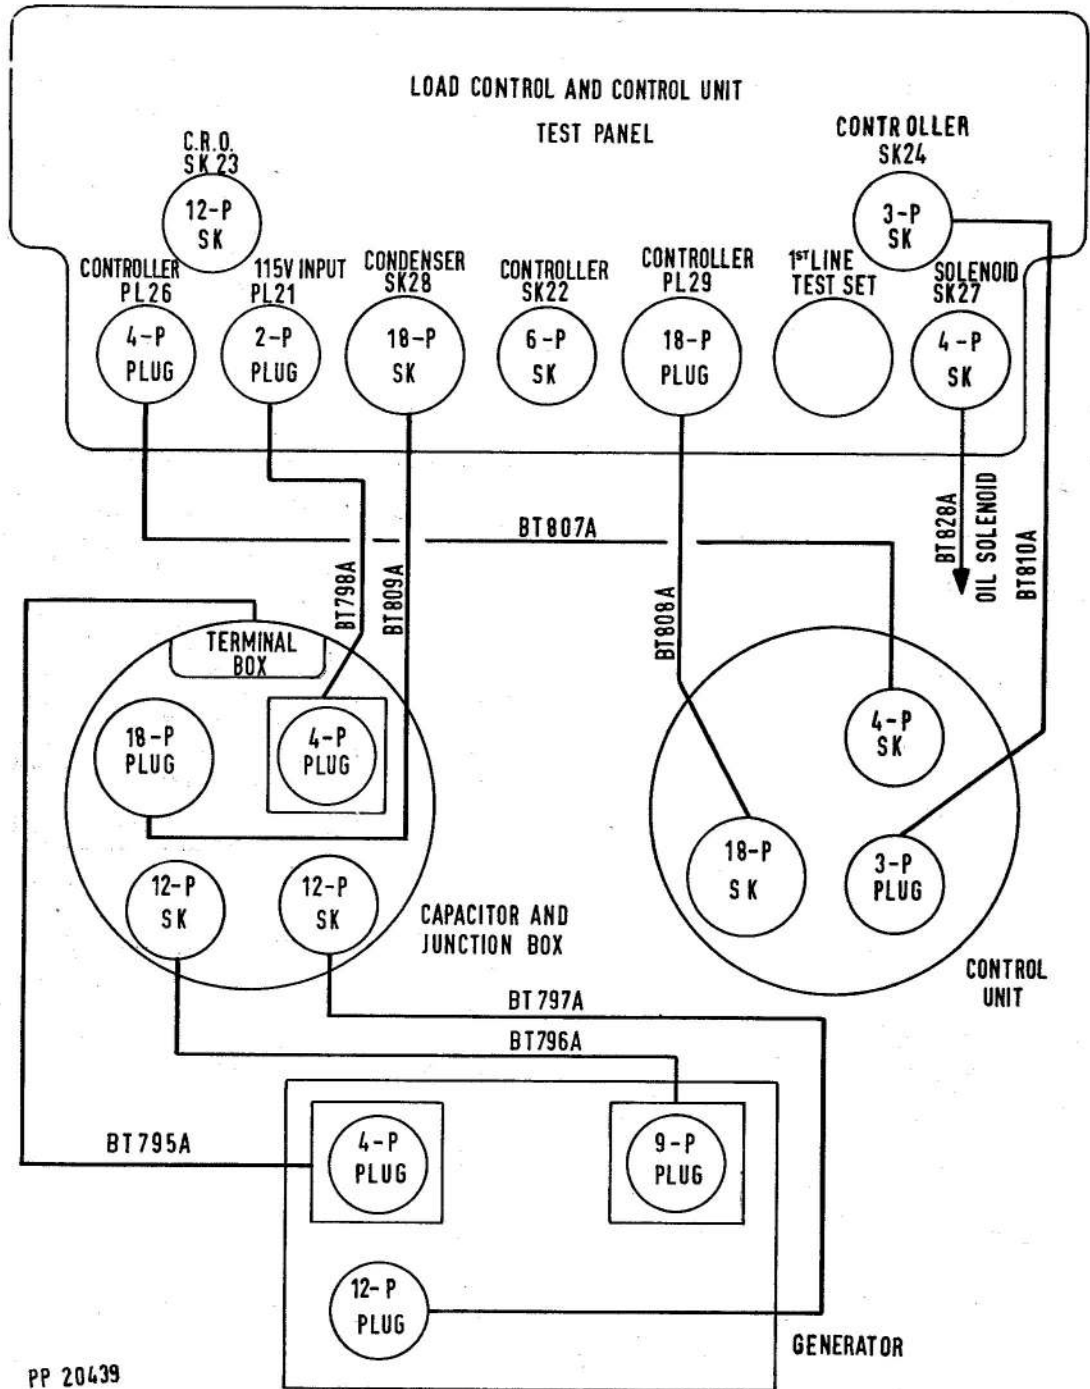 LOAD CONTROL AND CONTROL UNIT
TEST PANEL
C.R.O.
SK 23
12-P
SK
CONTROLLER
SK24
3-P
SK
CONTROLLER
PL26
4-P
PLUG
115V INPUT
PL21
2-P
PLUG
CONDENSER
SK28
18-P
SK
CONTROLLER
SK22
6-P
SK
CONTROLLER
PL29
18-P
PLUG
1ST LINE
TEST SET
SOLENOID
SK27
4-P
SK
BT807A
BT798A
BT809A
BT808A
BT828A
OIL SOLENOID
BT810A
TERMINAL
BOX
18-P
PLUG
4-P
PLUG
12-P
SK
12-P
SK
CAPACITOR AND
JUNCTION BOX
4-P
SK
18-P
SK
3-P
PLUG
CONTROL
UNIT
BT797A
BT796A
BT795A
4-P
PLUG
9-P
PLUG
12-P
PLUG
GENERATOR
PP 20439